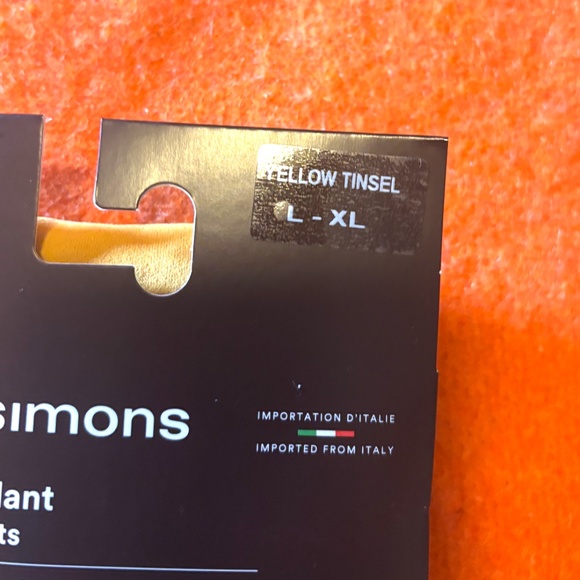 YELLOW TINSEL
L - XL
simons
IMPORTATION D'ITALIE
IMPORTED FROM ITALY
lant
ts